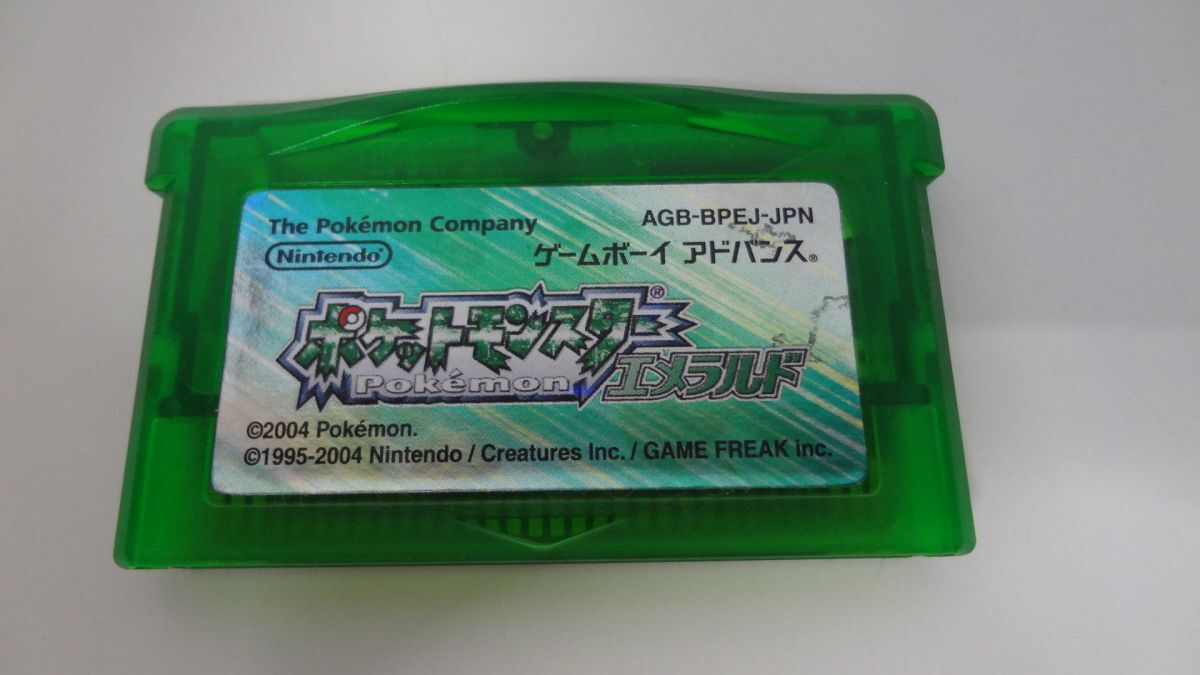 The Pokémon Company
AGB-BPEJ-JPN
Nintendo®
ゲームボーイ アドバンス®
ポケットモンスター®
Pokémon
エメラルド
©2004 Pokémon.
©1995-2004 Nintendo / Creatures Inc. / GAME FREAK inc.